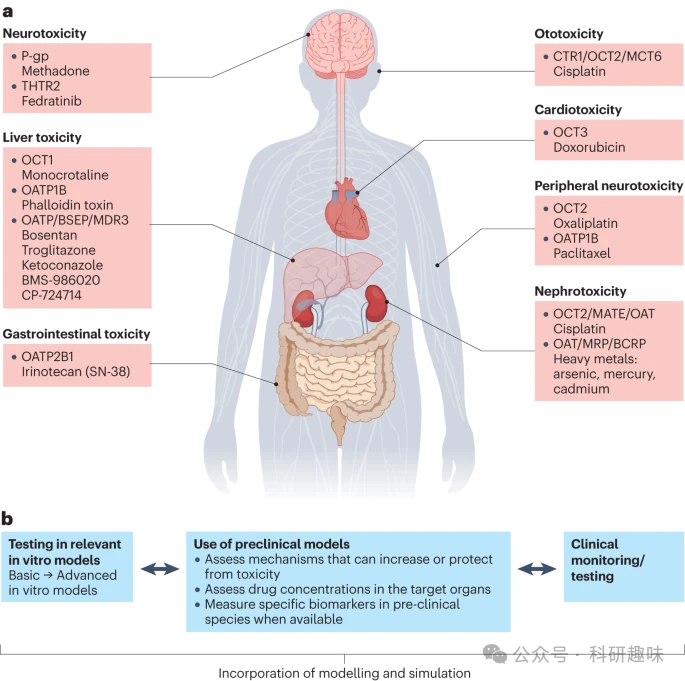 a
Neurotoxicity
• P-gp
Methadone
• THTR2
Fedratinib
Liver toxicity
• OCT1
Monocrotaline
• OATP1B
Phalloidin toxin
• OATP/BSEP/MDR3
Bosentan
Troglitazone
Ketoconazole
BMS-986020
CP-724714
Gastrointestinal toxicity
• OATP2B1
Irinotecan (SN-38)
Ototoxicity
• CTR1/OCT2/MCT6
Cisplatin
Cardiotoxicity
• OCT3
Doxorubicin
Peripheral neurotoxicity
• OCT2
Oxaliplatin
• OATP1B
Paclitaxel
Nephrotoxicity
• OCT2/MATE/OAT
Cisplatin
• OAT/MRP/BCRP
Heavy metals:
arsenic, mercury,
cadmium
b
Testing in relevant
in vitro models
Basic → Advanced
in vitro models
Use of preclinical models
• Assess mechanisms that can increase or protect
from toxicity
• Assess drug concentrations in the target organs
• Measure specific biomarkers in pre-clinical
species when available
Clinical
monitoring/
testing
公众号 · 科研趣味
Incorporation of modelling and simulation